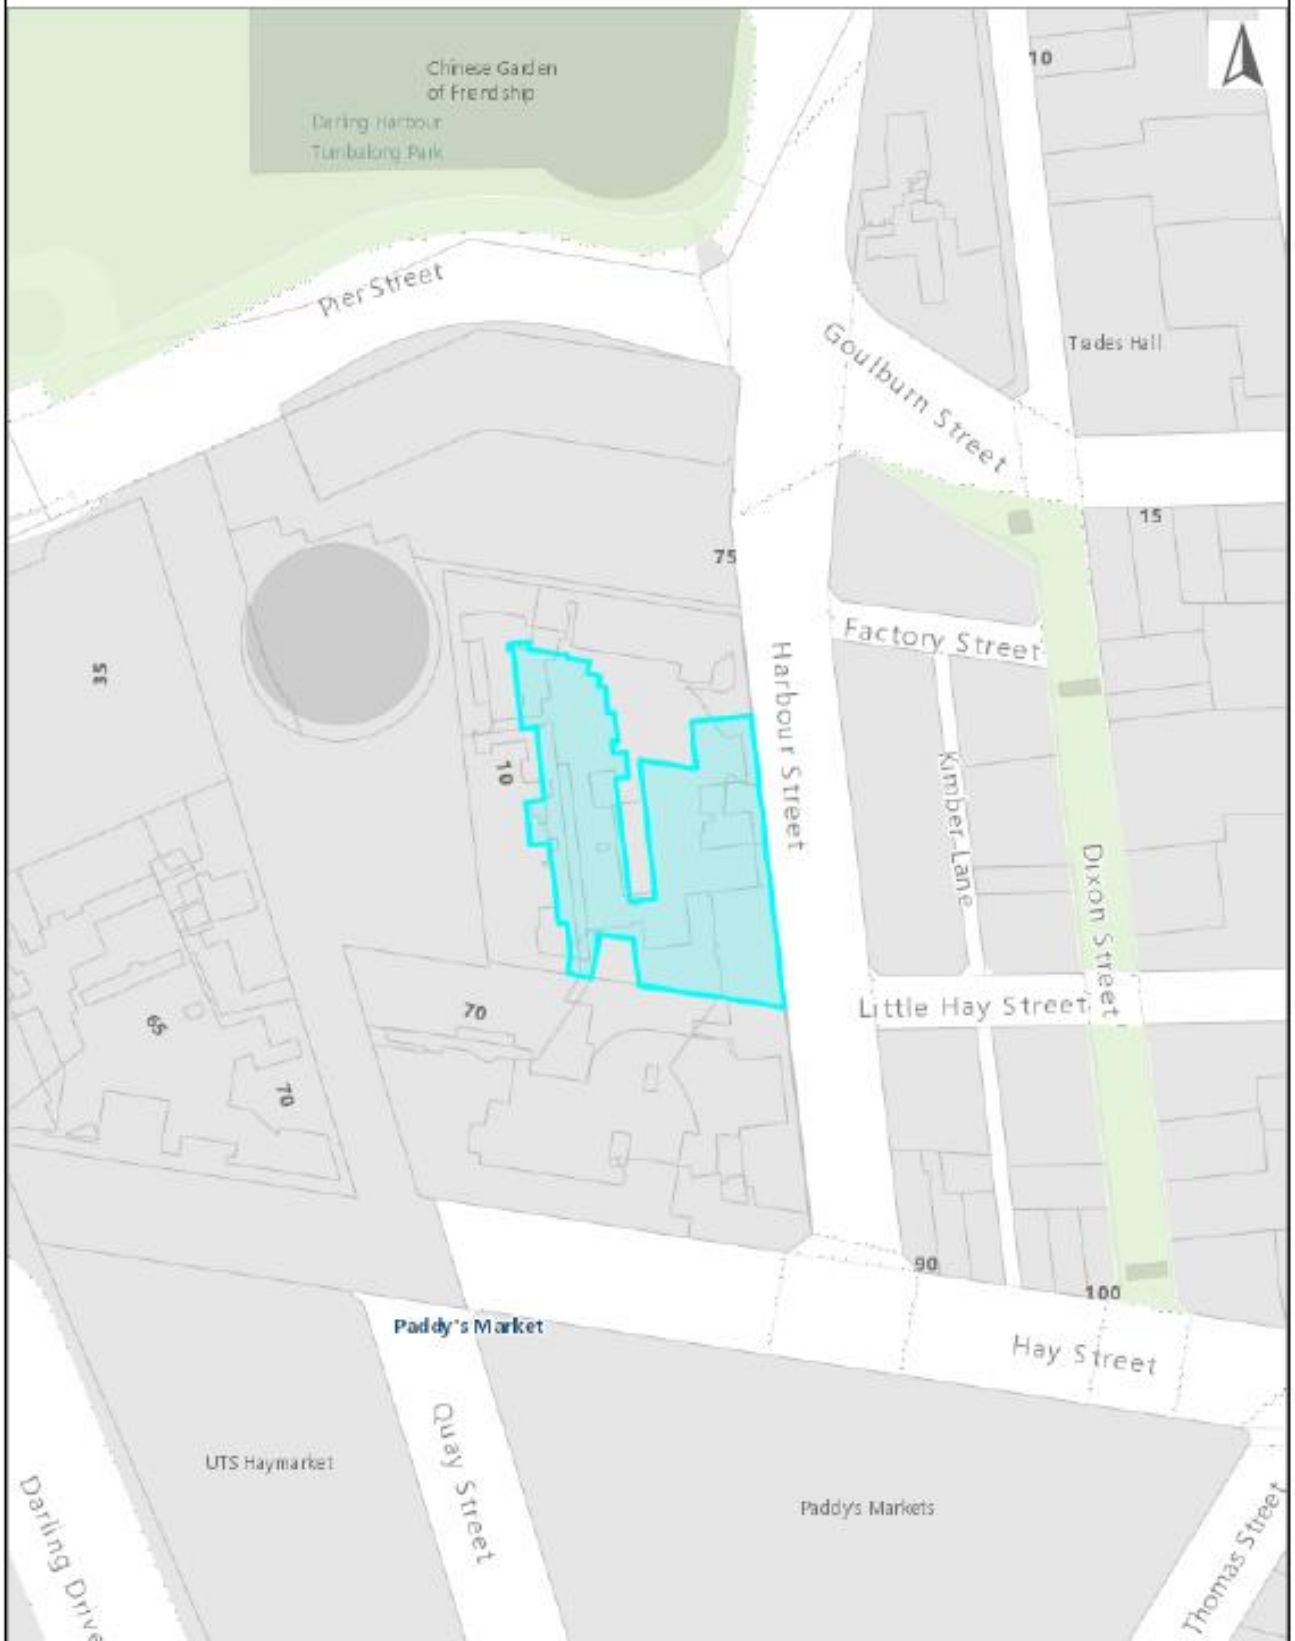 Chinese Garden
of Friendship
10
Darling Harbour
Tumbalong Park
Pier Street
Goulburn Street
Trades Hall
15
75
Factory Street
35
Harbour Street
10
Kimber Lane
Dixon Street
Little Hay Street
70
65
70
90
100
Paddy's Market
Hay Street
Quay Street
UTS Haymarket
Paddy's Markets
Darling Drive
Thomas Street